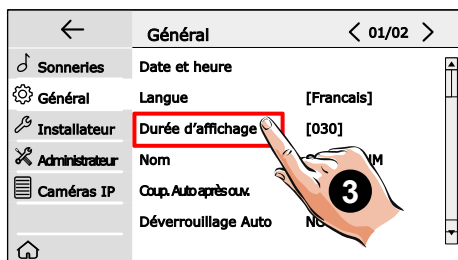 Général
01/02
Sonneries
Général
Installateur
Administrateur
Caméras IP
Date et heure
Langue [Francais]
Durée d'affichage [030]
Nom
Coup. Auto après ouv.
Déverrouillage Auto
3